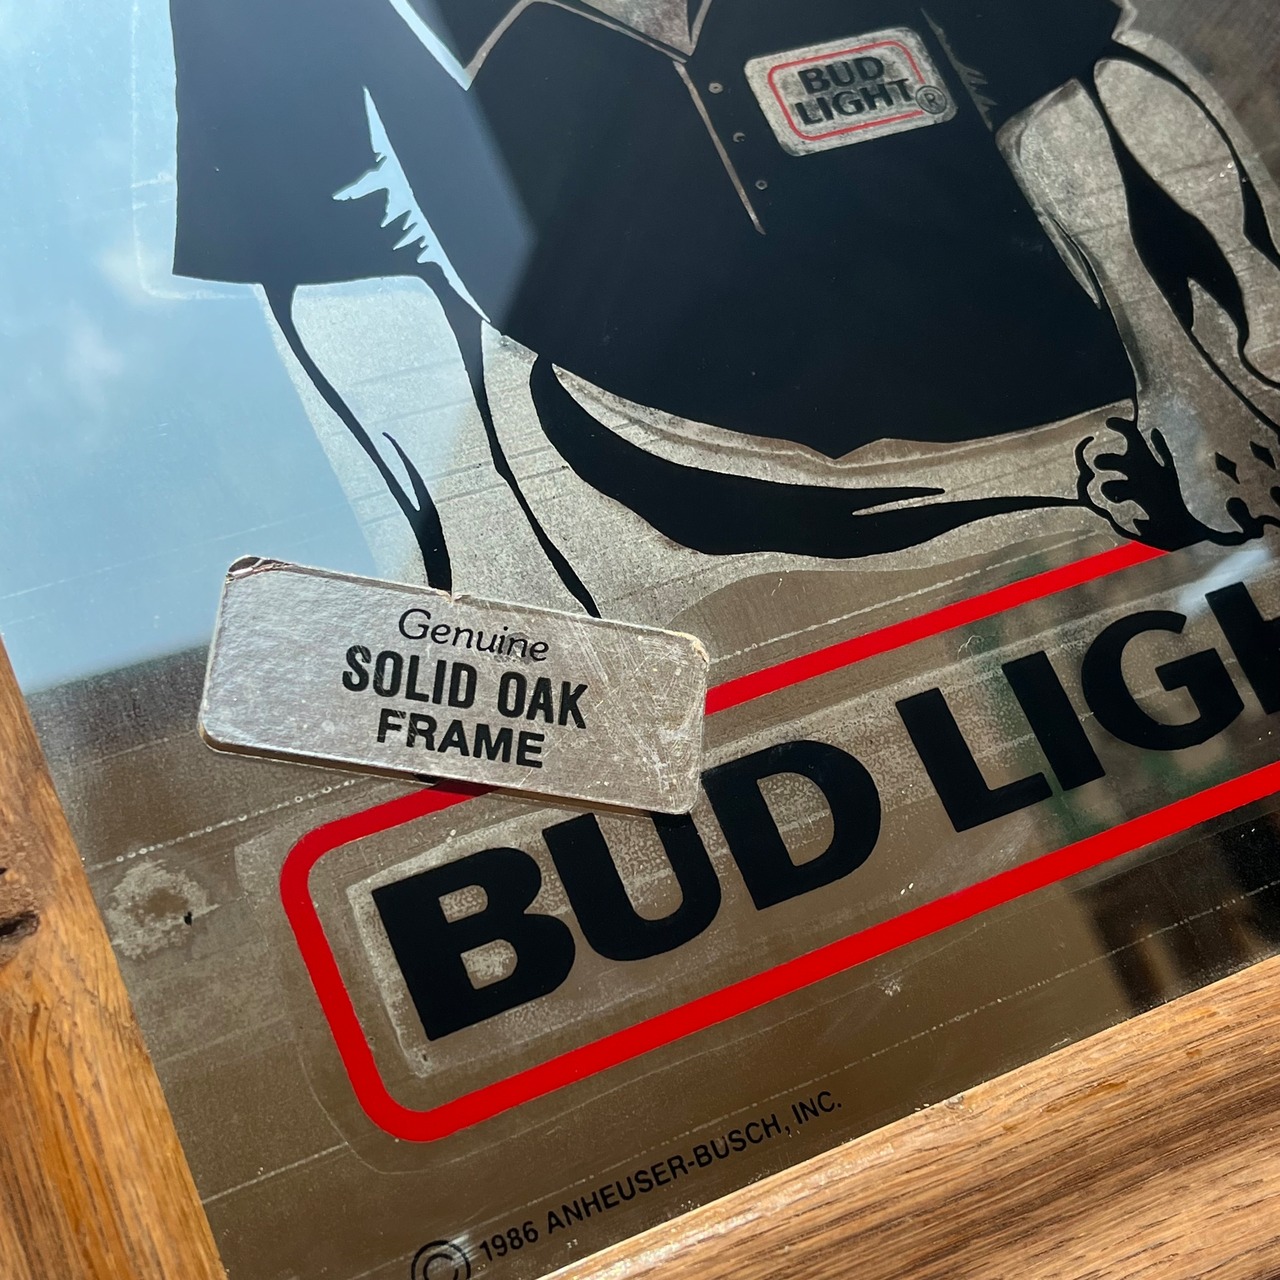 BUD
LIGHT®
Genuine
SOLID OAK
FRAME
BUD LIGH
© 1986 ANHEUSER-BUSCH, INC.